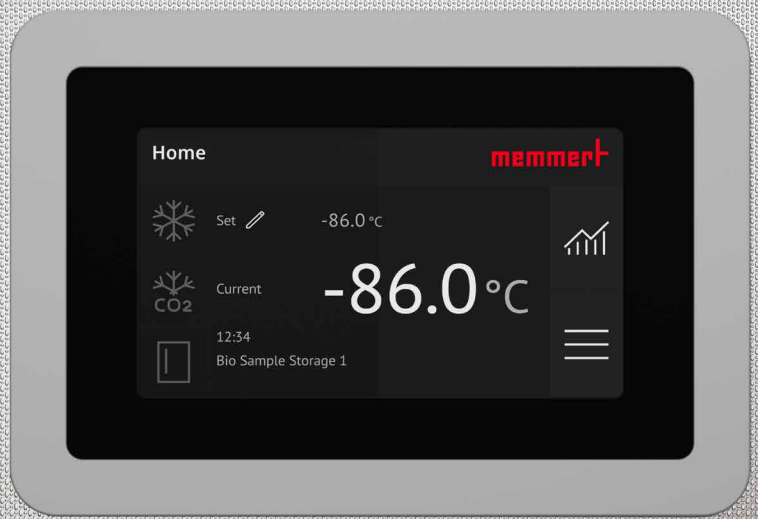 Home
memmert
Set -86.0 °C
Current -86.0 °C
CO2
12:34
Bio Sample Storage 1